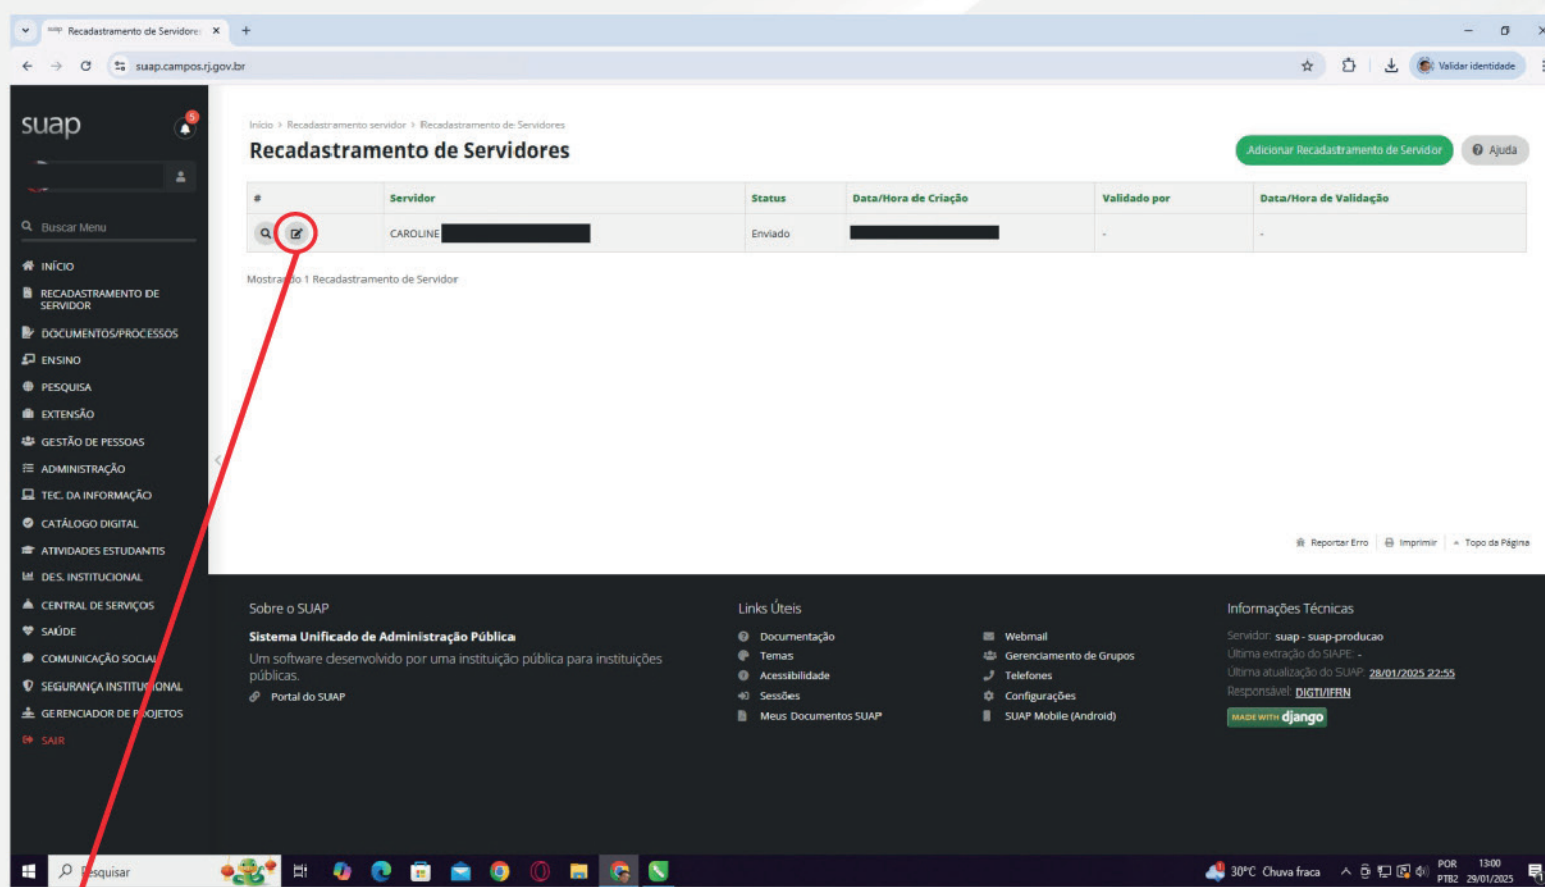 suap Recadastramento de Servidores
suap.campos.rj.gov.br
Validar identidade
suap
5
Buscar Menu
INÍCIO
RECADASTRAMENTO DE
SERVIDOR
DOCUMENTOS/PROCESSOS
ENSINO
PESQUISA
EXTENSÃO
GESTÃO DE PESSOAS
ADMINISTRAÇÃO
TEC. DA INFORMAÇÃO
CATÁLOGO DIGITAL
ATIVIDADES ESTUDANTIS
DES. INSTITUCIONAL
CENTRAL DE SERVIÇOS
SAÚDE
COMUNICAÇÃO SOCIAL
SEGURANÇA INSTITUCIONAL
GERENCIADOR DE PROJETOS
SAIR
Início > Recadastramento servidor > Recadastramento de Servidores
Recadastramento de Servidores
Adicionar Recadastramento de Servidor
Ajuda
# Servidor Status Data/Hora de Criação Validado por Data/Hora de Validação
CAROLINE Enviado - -
Mostrando 1 Recadastramento de Servidor
Reportar Erro Imprimir Topo da Página
Sobre o SUAP
Sistema Unificado de Administração Pública
Um software desenvolvido por uma instituição pública para instituições
públicas.
Portal do SUAP
Links Úteis
Documentação
Temas
Acessibilidade
Sessões
Meus Documentos SUAP
Webmail
Gerenciamento de Grupos
Telefones
Configurações
SUAP Mobile (Android)
Informações Técnicas
Servidor: suap - suap-producao
Última extração do SIAPE: -
Última atualização do SUAP: 28/01/2025 22:55
Responsável: DIGTI/IFRN
MADE WITH django
Pesquisar
30°C Chuva fraca
POR 13:00
PTB2 29/01/2025
1